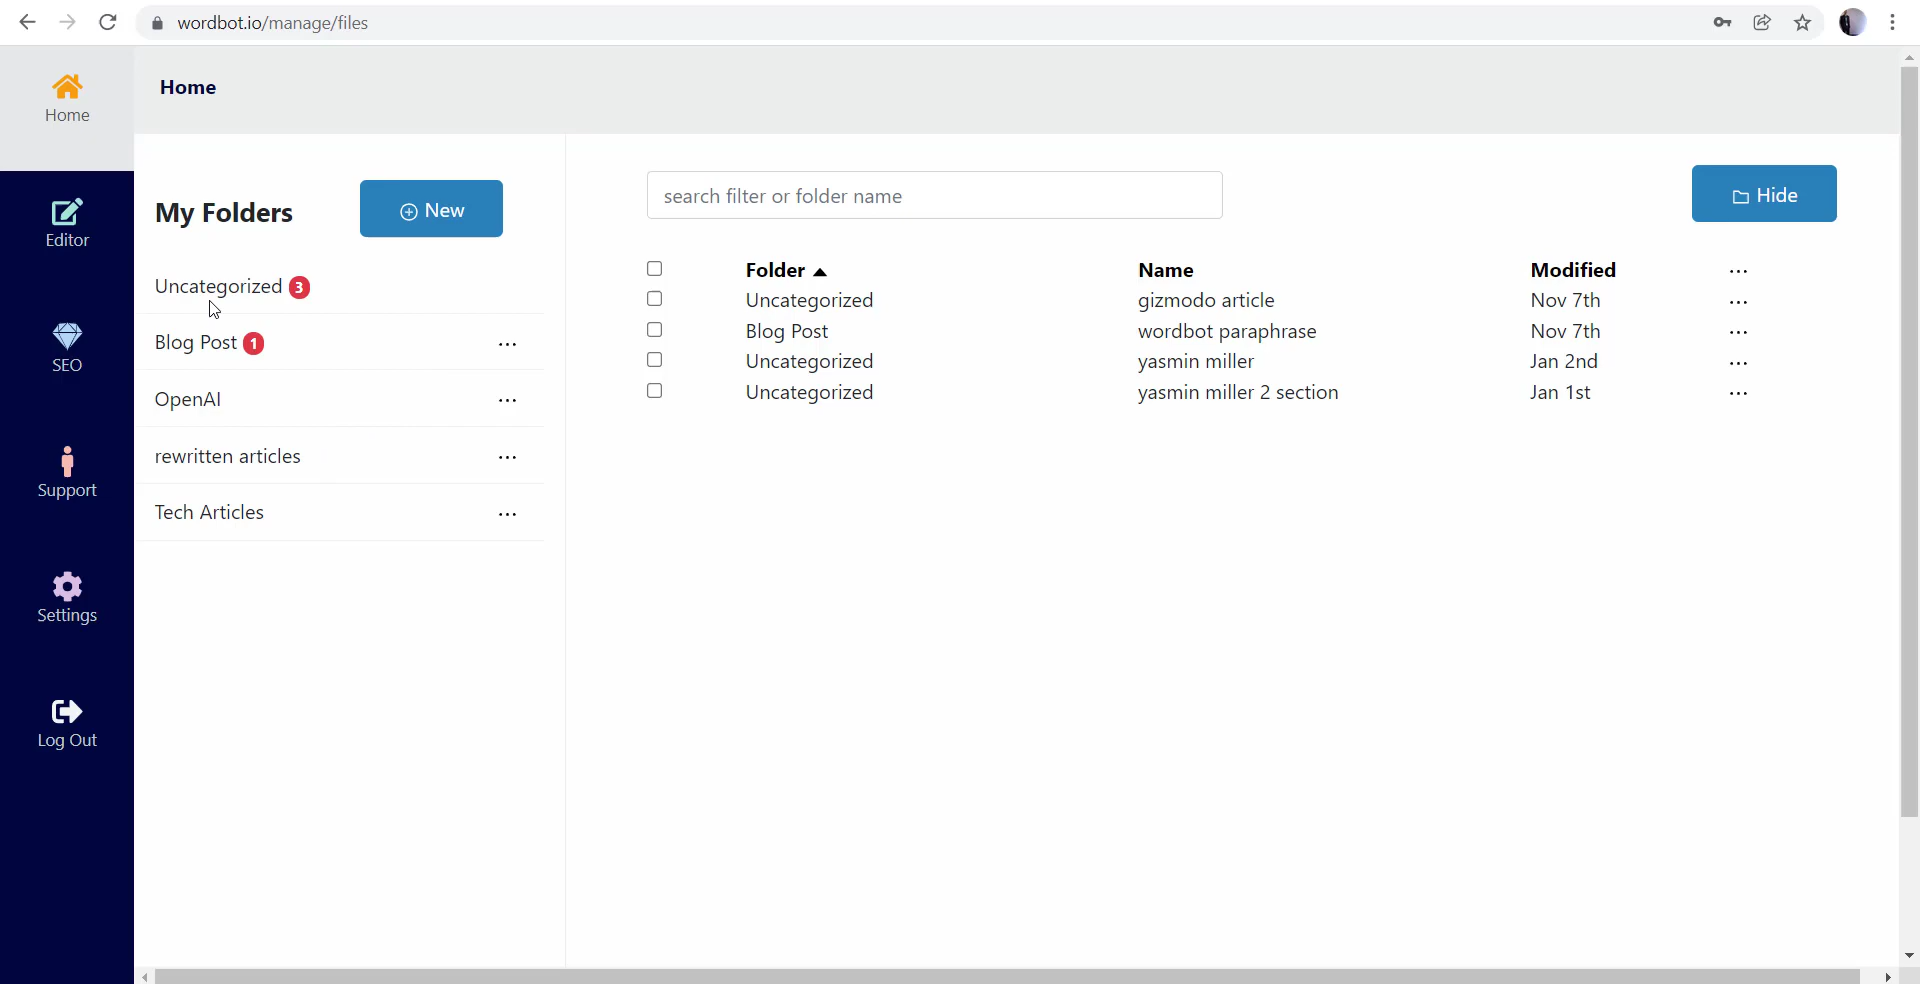 wordbot.io/manage/files
Home
Home
Editor
SEO
Support
Settings
Log Out
My Folders
New
Uncategorized 3
Blog Post 1
OpenAI
rewritten articles
Tech Articles
search filter or folder name
Hide
Folder Name Modified
Uncategorized gizmodo article Nov 7th
Blog Post wordbot paraphrase Nov 7th
Uncategorized yasmin miller Jan 2nd
Uncategorized yasmin miller 2 section Jan 1st